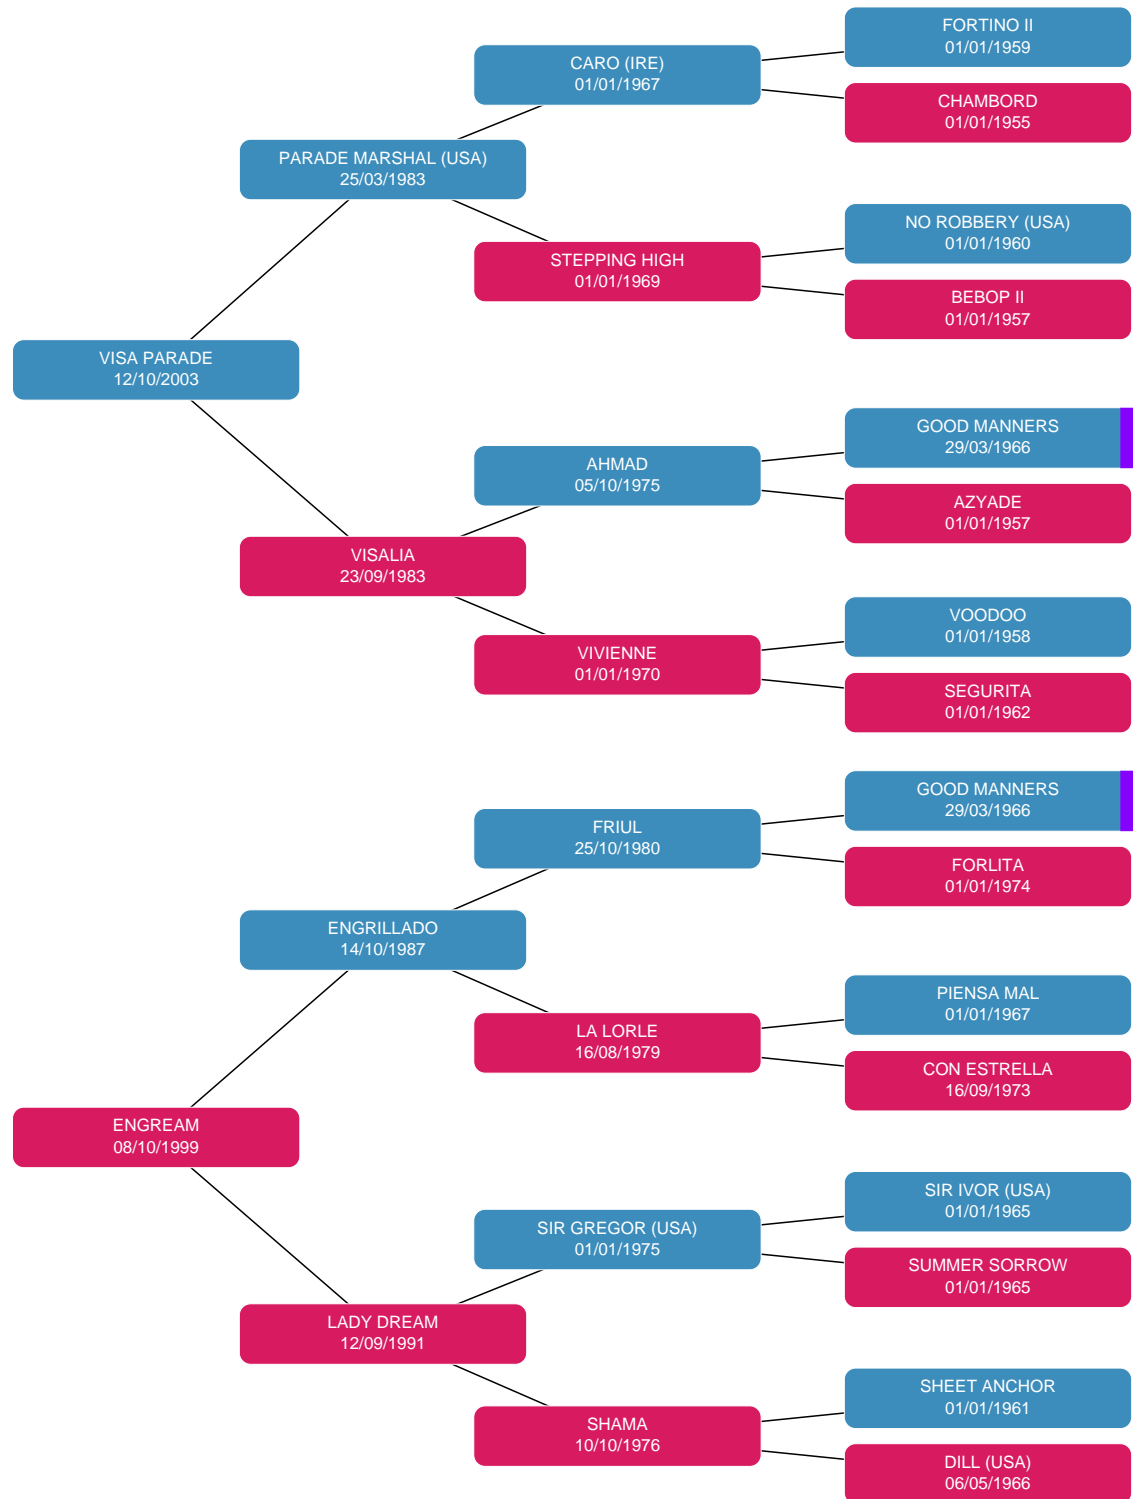 FORTINO II
01/01/1959
CARO (IRE)
01/01/1967
CHAMBORD
01/01/1955
PARADE MARSHAL (USA)
25/03/1983
NO ROBBERY (USA)
01/01/1960
STEPPING HIGH
01/01/1969
BEBOP II
01/01/1957
VISA PARADE
12/10/2003
GOOD MANNERS
29/03/1966
AHMAD
05/10/1975
AZYADE
01/01/1957
VISALIA
23/09/1983
VOODOO
01/01/1958
VIVIENNE
01/01/1970
SEGURITA
01/01/1962
GOOD MANNERS
29/03/1966
FRIUL
25/10/1980
FORLITA
01/01/1974
ENGRILLADO
14/10/1987
PIENSA MAL
01/01/1967
LA LORLE
16/08/1979
CON ESTRELLA
16/09/1973
ENGREAM
08/10/1999
SIR IVOR (USA)
01/01/1965
SIR GREGOR (USA)
01/01/1975
SUMMER SORROW
01/01/1965
LADY DREAM
12/09/1991
SHEET ANCHOR
01/01/1961
SHAMA
10/10/1976
DILL (USA)
06/05/1966